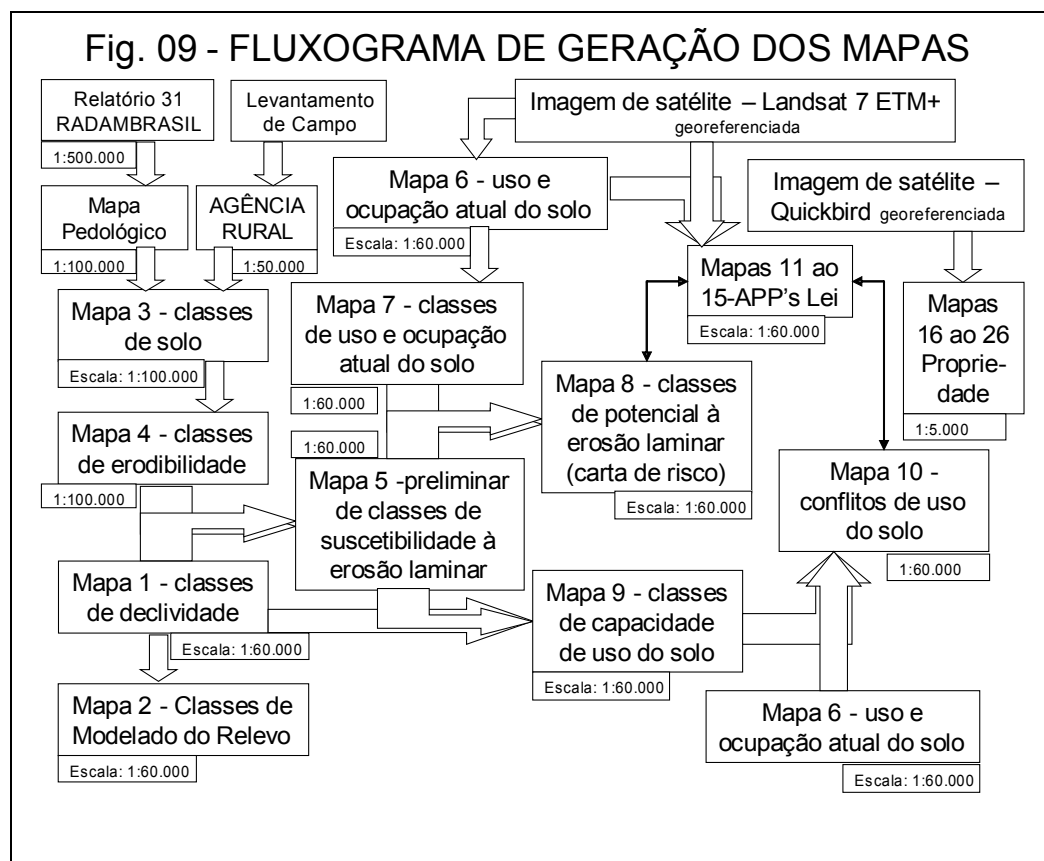 Fig. 09 - FLUXOGRAMA DE GERAÇÃO DOS MAPAS
Relatório 31
RADAMBRASIL
1:500.000
Levantamento
de Campo
Imagem de satélite – Landsat 7 ETM+
georeferenciada
Mapa
Pedológico
1:100.000
AGÊNCIA
RURAL
1:50.000
Mapa 6 - uso e
ocupação atual do solo
Escala: 1:60.000
Imagem de satélite –
Quickbird georeferenciada
Mapa 3 - classes
de solo
Escala: 1:100.000
Mapa 7 - classes
de uso e ocupação
atual do solo
1:60.000
Mapas 11 ao
15-APP's Lei
Escala: 1:60.000
Mapas
16 ao 26
Proprie-
dade
1:5.000
Mapa 4 - classes
de erodibilidade
1:100.000
1:60.000
Mapa 5 -preliminar
de classes de
suscetibilidade à
erosão laminar
Mapa 8 - classes
de potencial à
erosão laminar
(carta de risco)
Escala: 1:60.000
Mapa 10 -
conflitos de uso
do solo
1:60.000
Mapa 1 - classes
de declividade
Escala: 1:60.000
Mapa 9 - classes
de capacidade
de uso do solo
Escala: 1:60.000
Mapa 2 - Classes de
Modelado do Relevo
Escala: 1:60.000
Mapa 6 - uso e
ocupação atual do solo
Escala: 1:60.000